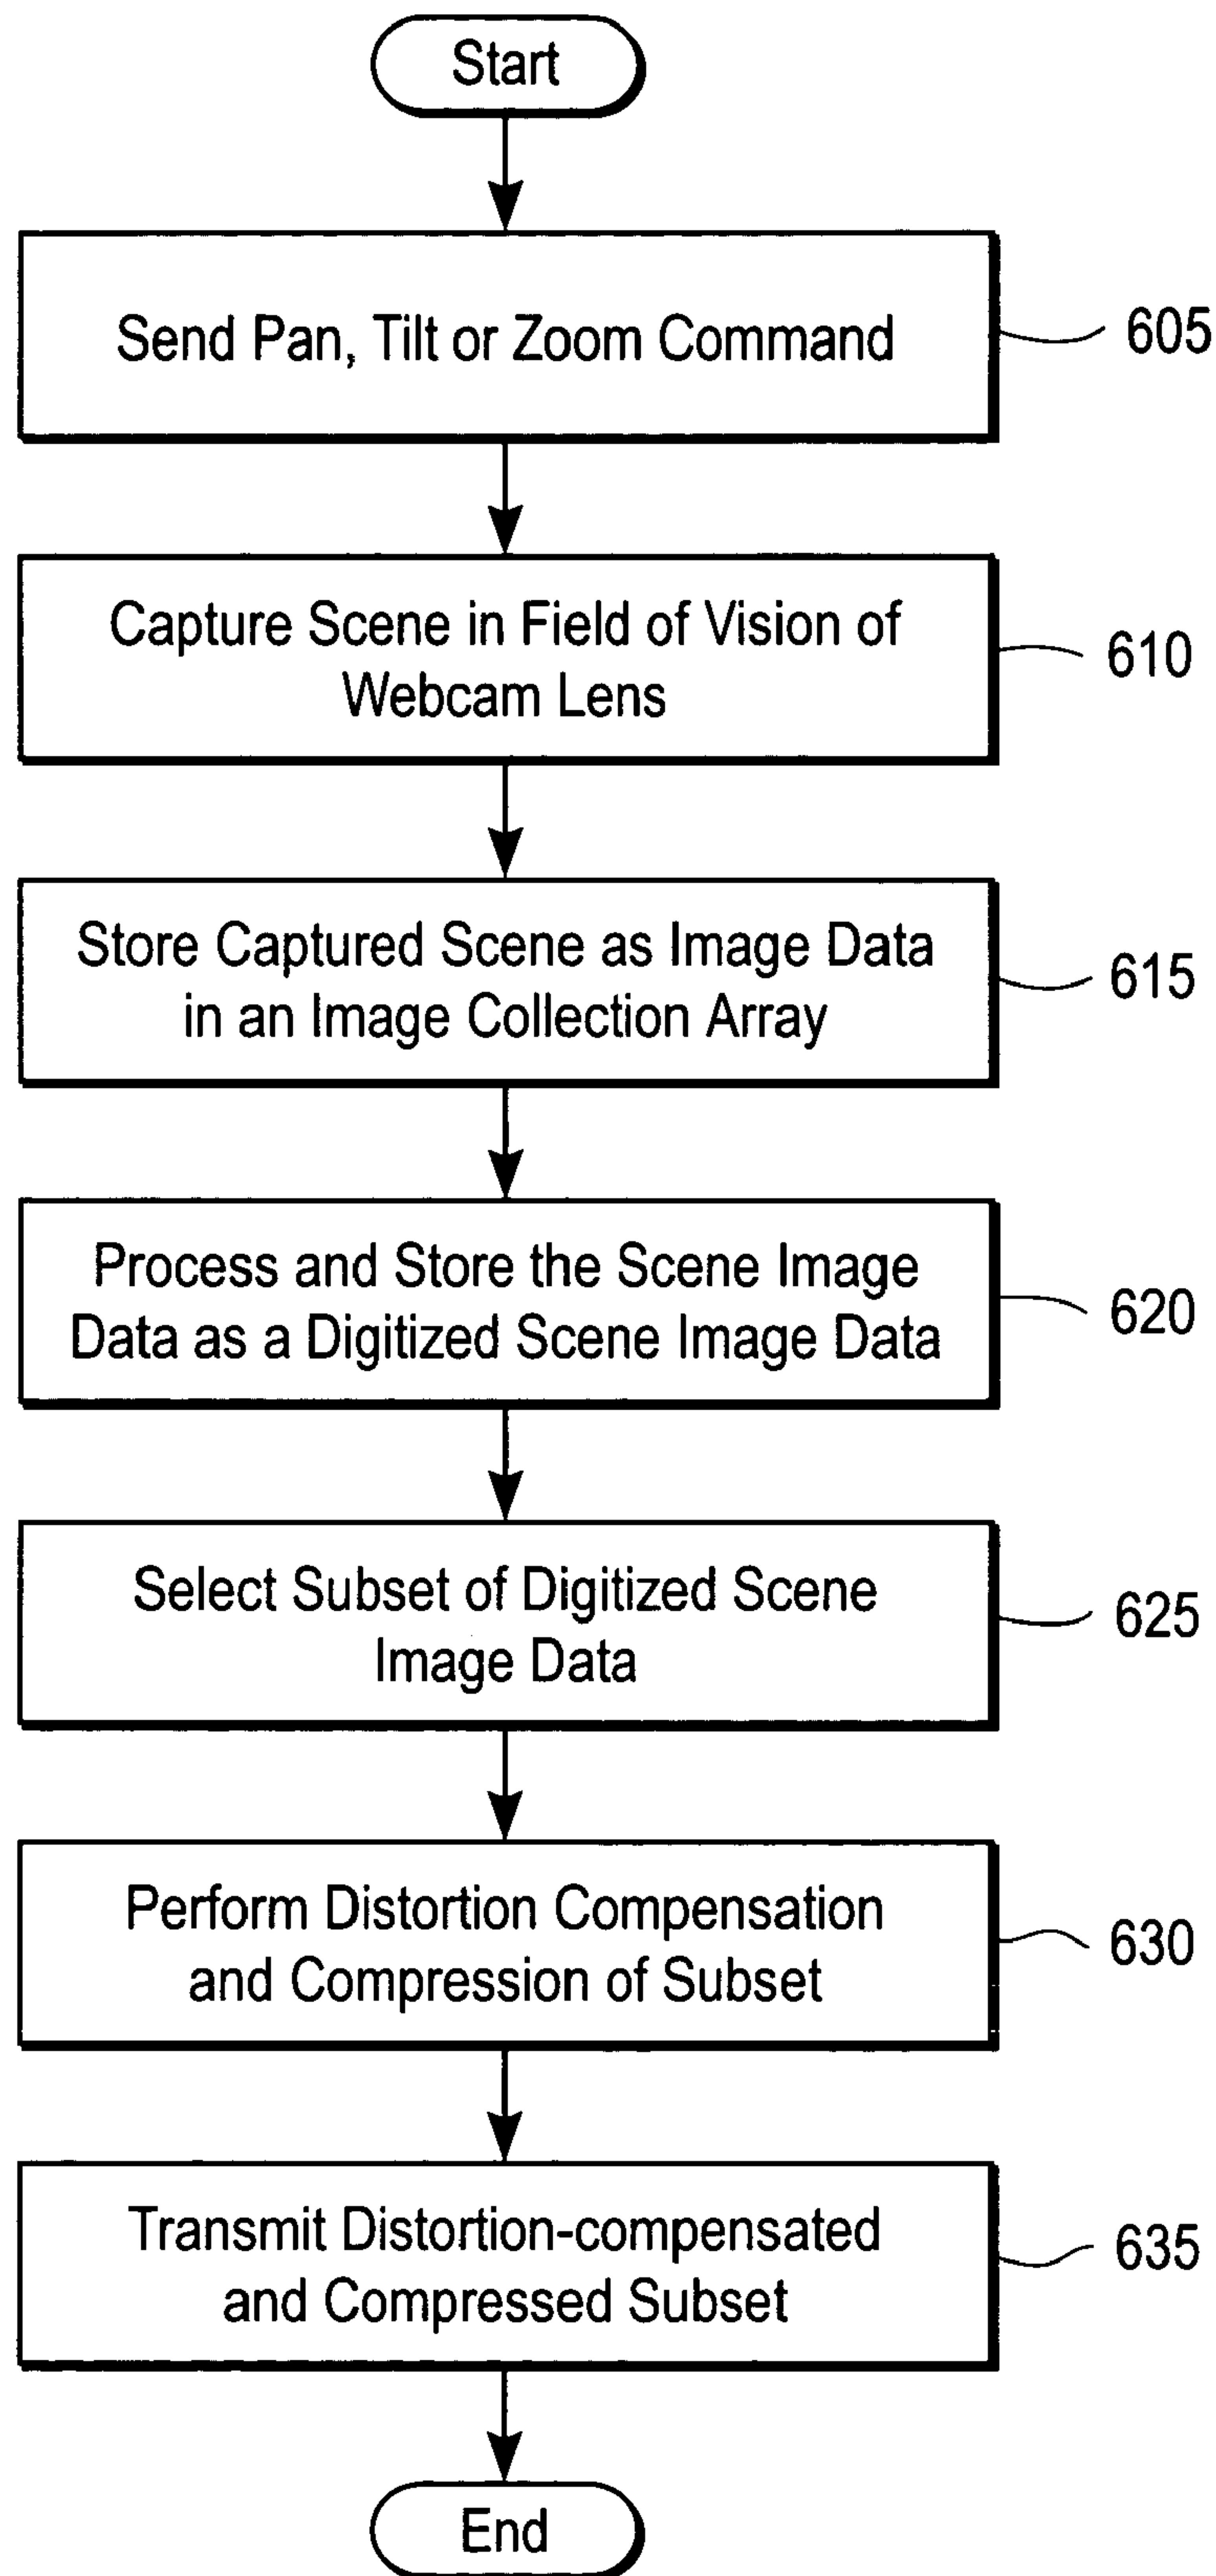 Start
Send Pan, Tilt or Zoom Command
605
Capture Scene in Field of Vision of
Webcam Lens
610
Store Captured Scene as Image Data
in an Image Collection Array
615
Process and Store the Scene Image
Data as a Digitized Scene Image Data
620
Select Subset of Digitized Scene
Image Data
625
Perform Distortion Compensation
and Compression of Subset
630
Transmit Distortion-compensated
and Compressed Subset
635
End